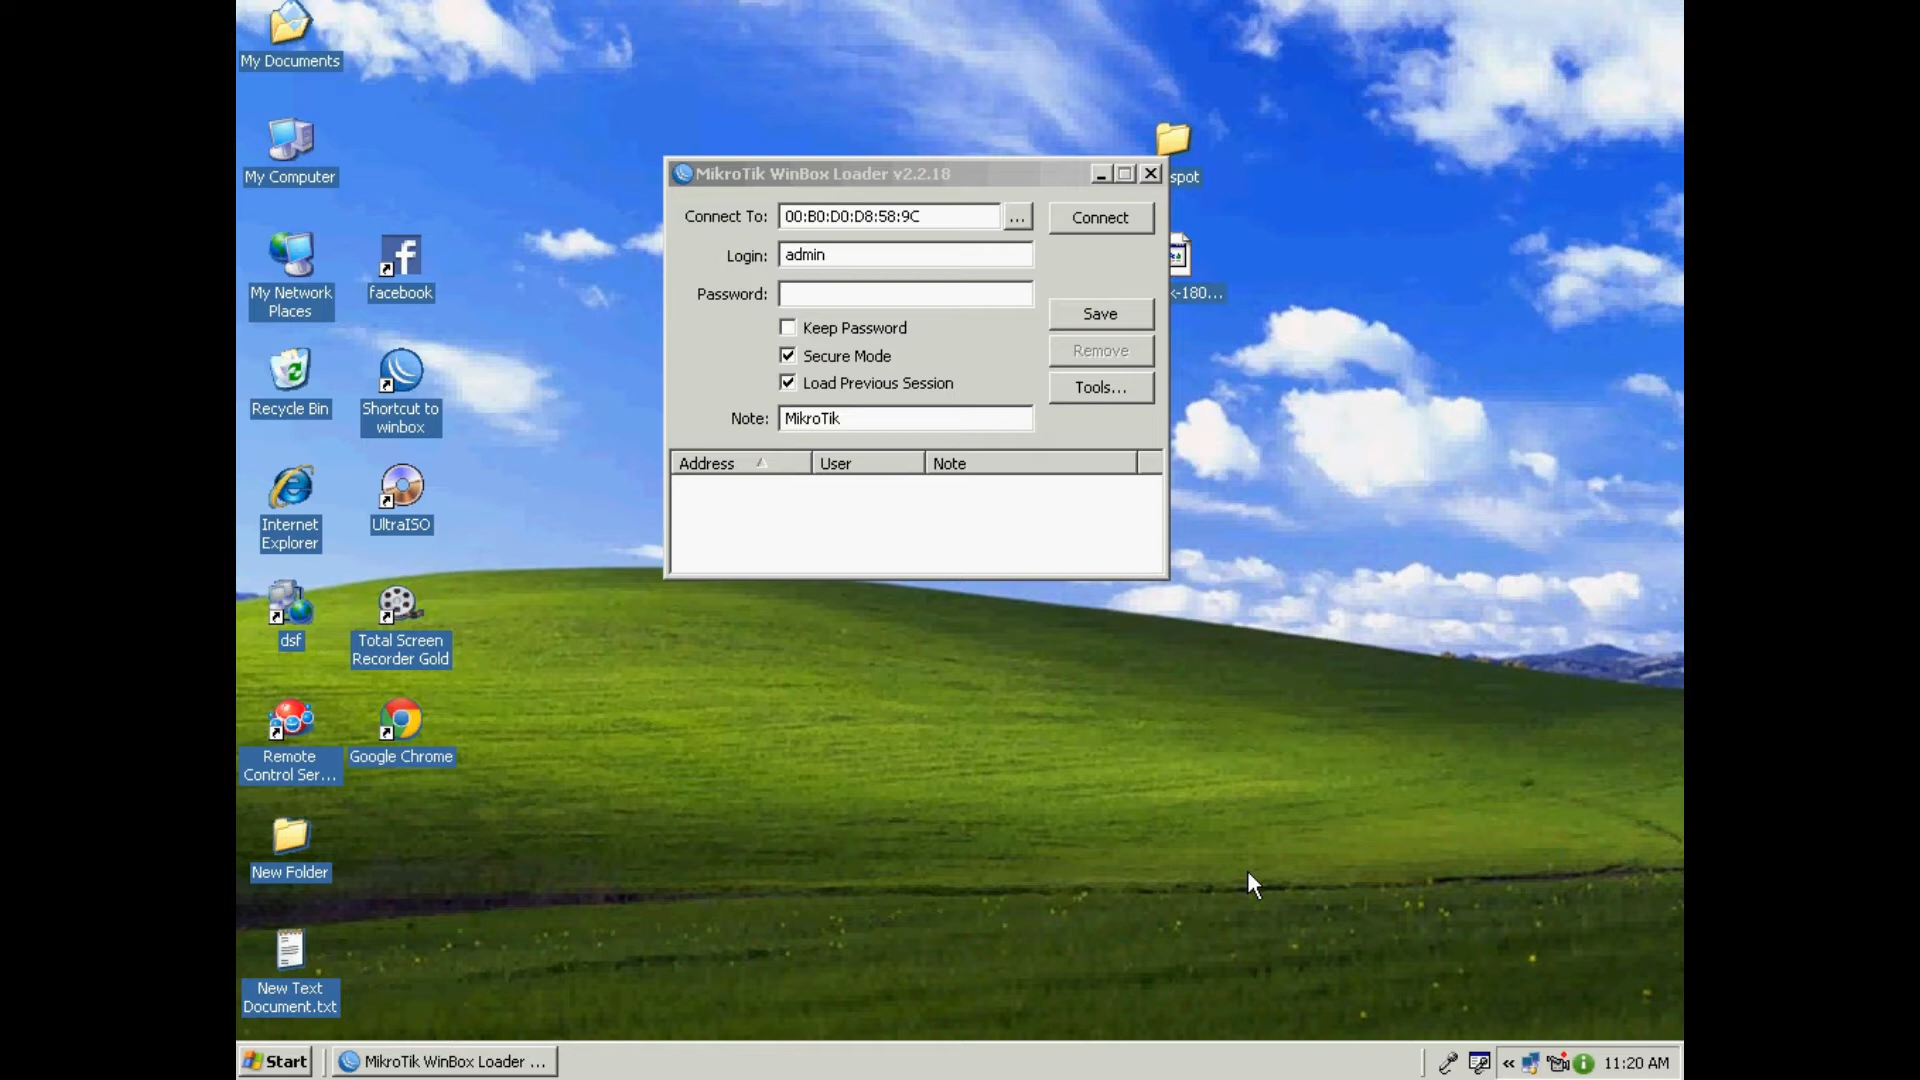 My Documents
My Computer
My Network
Places
facebook
Recycle Bin
Shortcut to
winbox
Internet
Explorer
UltraISO
dsf
Total Screen
Recorder Gold
Remote
Control Ser...
Google Chrome
New Folder
New Text
Document.txt
spot
k-180...
MikroTik WinBox Loader v2.2.18
Connect To: 00:B0:D0:D8:58:9C ... Connect
Login: admin
Password:
Keep Password
Secure Mode
Load Previous Session
Save
Remove
Tools...
Note: MikroTik
Address User Note
Start MikroTik WinBox Loader ... « 11:20 AM